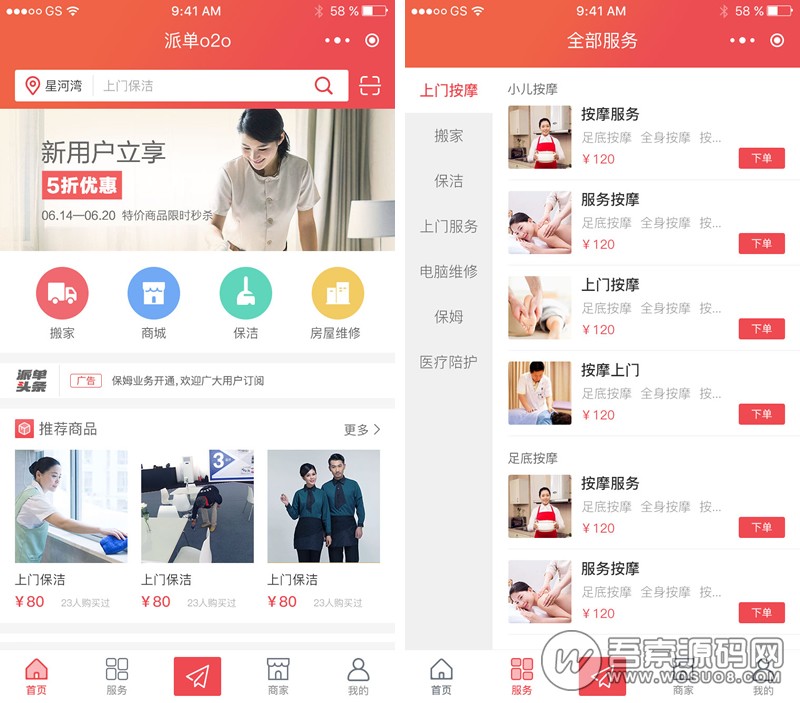 GS
9:41 AM
58 %
派单o2o
星河湾
上门保洁
新用户立享
5折优惠
06.14—06.20 特价商品限时秒杀
搬家
商城
保洁
房屋维修
派单
头条
广告
保姆业务开通,欢迎广大用户订阅
推荐商品
更多
3
上门保洁
¥80
23人购买过
上门保洁
¥80
23人购买过
上门保洁
¥80
23人购买过
首页
服务
商家
我的
GS
9:41 AM
58 %
全部服务
上门按摩
搬家
保洁
上门服务
电脑维修
保姆
医疗陪护
小儿按摩
按摩服务
足底按摩 全身按摩 按...
¥120
下单
服务按摩
足底按摩 全身按摩 按...
¥120
下单
上门按摩
足底按摩 全身按摩 按...
¥120
下单
按摩上门
足底按摩 全身按摩 按...
¥120
下单
足底按摩
按摩服务
足底按摩 全身按摩 按...
¥120
下单
服务按摩
足底按摩 全身按摩 按...
¥120
下单
首页
服务
商家
我的
吾索源码网
www.wosuo8.com